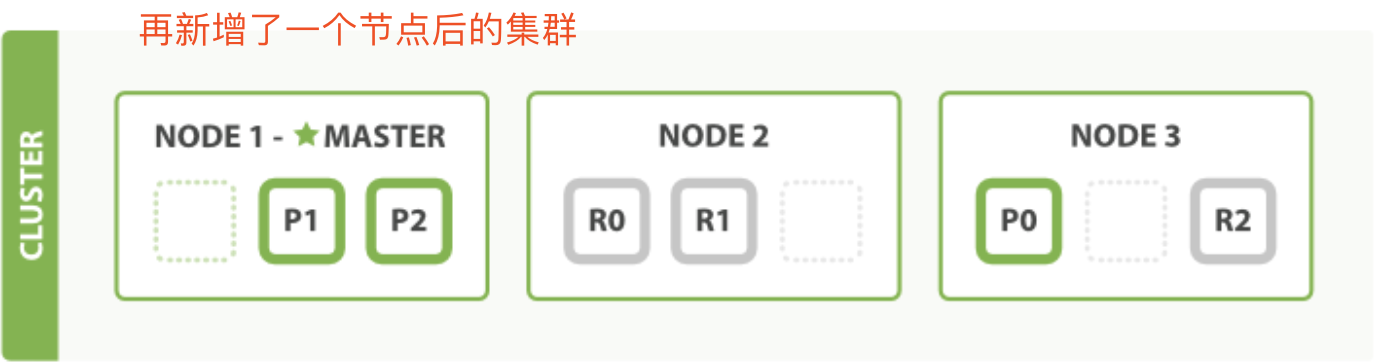 再新增了一个节点后的集群
CLUSTER
NODE 1 - ★ MASTER
P1
P2
NODE 2
R0
R1
NODE 3
P0
R2